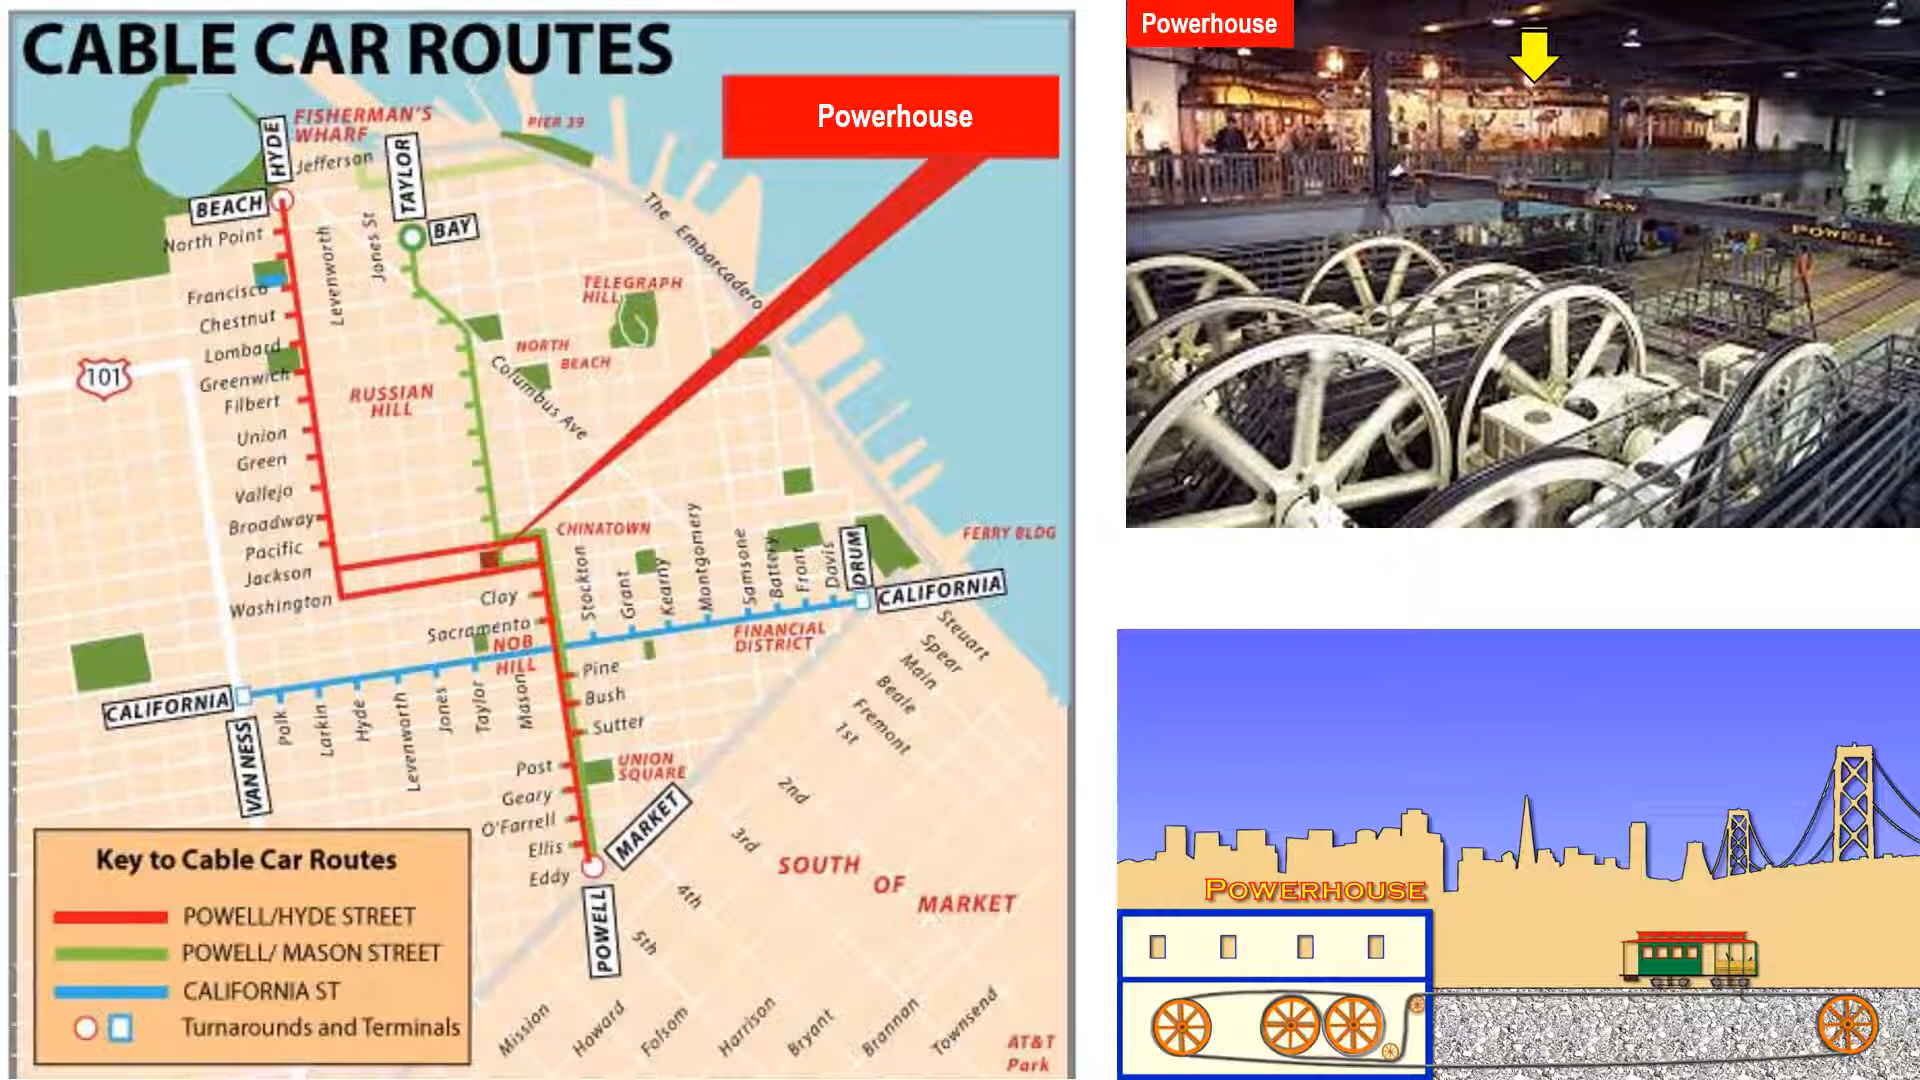 CABLE CAR ROUTES
Powerhouse
FISHERMAN'S
WHARF
PIER 39
HYDE
Jefferson
TAYLOR
BEACH
BAY
North Point
Leavenworth
Jones St
The Embarcadero
Francisco
TELEGRAPH
HILL
Chestnut
Lombard
NORTH
BEACH
101
Greenwich
RUSSIAN
HILL
Columbus Ave
Filbert
Union
Green
Vallejo
Broadway
CHINATOWN
Pacific
Jackson
Washington
Clay
Sacramento
NOB
HILL
Stockton
Grant
Kearny
Montgomery
Samsone
Battery
Front
Davis
DRUM
FERRY BLDG
CALIFORNIA
FINANCIAL
DISTRICT
Steuart
Spear
Main
Beale
Fremont
1st
2nd
3rd
4th
5th
CALIFORNIA
VAN NESS
Polk
Larkin
Hyde
Levenworth
Jones
Taylor
Mason
Pine
Bush
Sutter
Post
UNION
SQUARE
Geary
O'Farrell
Ellis
Eddy
MARKET
POWELL
SOUTH
OF
MARKET
Mission
Howard
Folsom
Harrison
Bryant
Brannan
Townsend
AT&T
Park
Key to Cable Car Routes
POWELL/HYDE STREET
POWELL/ MASON STREET
CALIFORNIA ST
Turnarounds and Terminals
Powerhouse
POWELL
POWERHOUSE